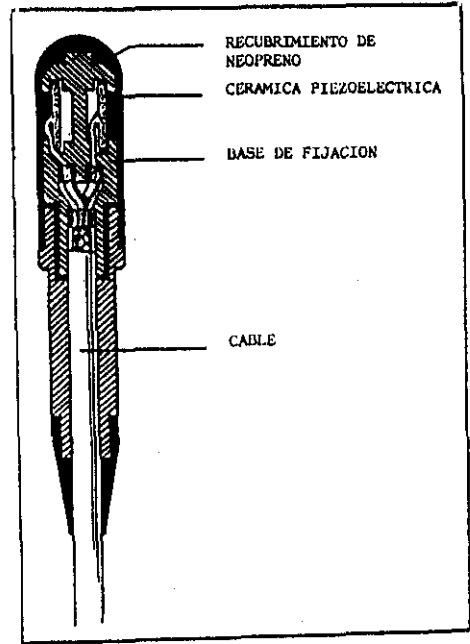 RECUBRIMIENTO DE
NEOPRENO
CERAMICA PIEZOELECTRICA
BASE DE FIJACION
CABLE